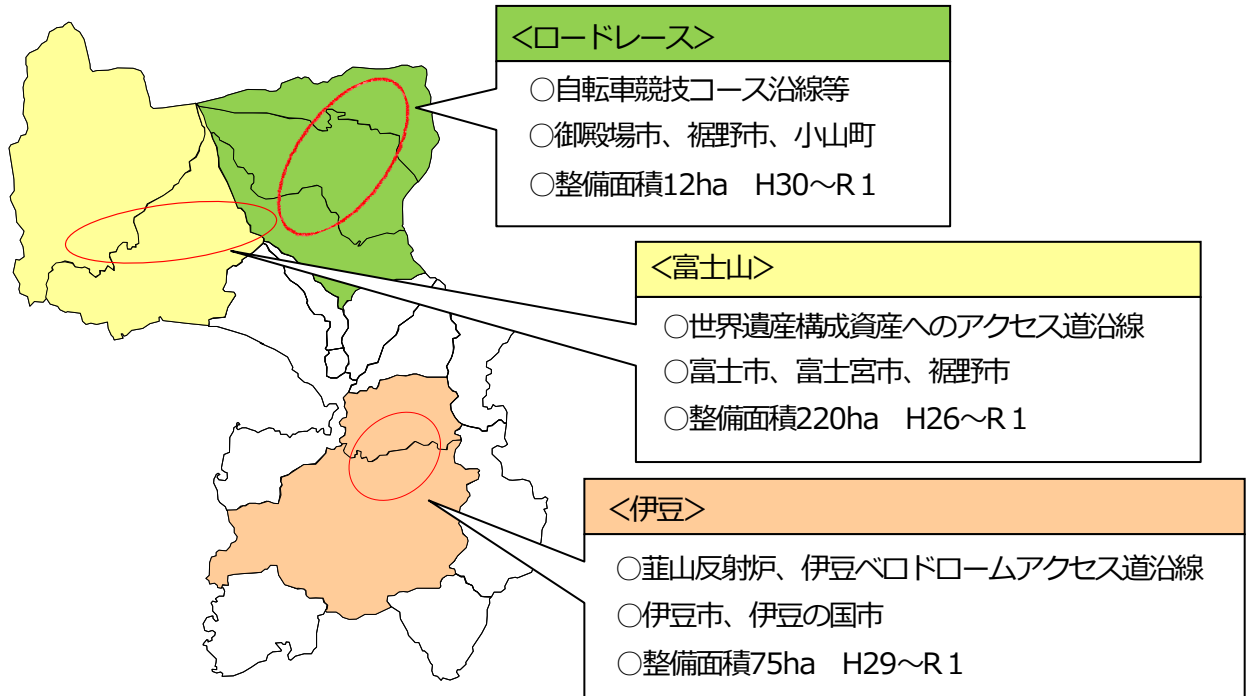 <ロードレース>
○自転車競技コース沿線等
○御殿場市、裾野市、小山町
○整備面積12ha　H30～R１
<富士山>
○世界遺産構成資産へのアクセス道沿線
○富士市、富士宮市、裾野市
○整備面積220ha　H26～R１
<伊豆>
○韮山反射炉、伊豆ベロドロームアクセス道沿線
○伊豆市、伊豆の国市
○整備面積75ha　H29～R１